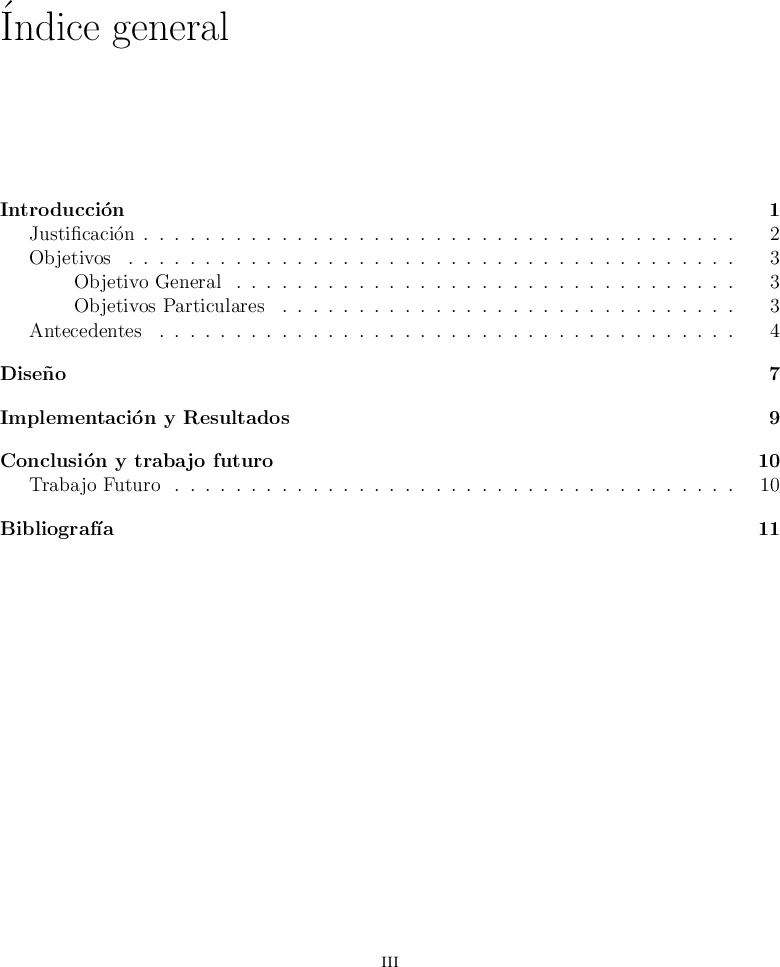 Índice general
Introducción 1
Justificación . . . . . . . . . . . . . . . . . . . . . . . . . . . . . . . . . . . . . . . 2
Objetivos . . . . . . . . . . . . . . . . . . . . . . . . . . . . . . . . . . . . . . . . 3
Objetivo General . . . . . . . . . . . . . . . . . . . . . . . . . . . . . . . . . 3
Objetivos Particulares . . . . . . . . . . . . . . . . . . . . . . . . . . . . . . 3
Antecedentes . . . . . . . . . . . . . . . . . . . . . . . . . . . . . . . . . . . . . . 4
Diseño 7
Implementación y Resultados 9
Conclusión y trabajo futuro 10
Trabajo Futuro . . . . . . . . . . . . . . . . . . . . . . . . . . . . . . . . . . . . . 10
Bibliografía 11
III